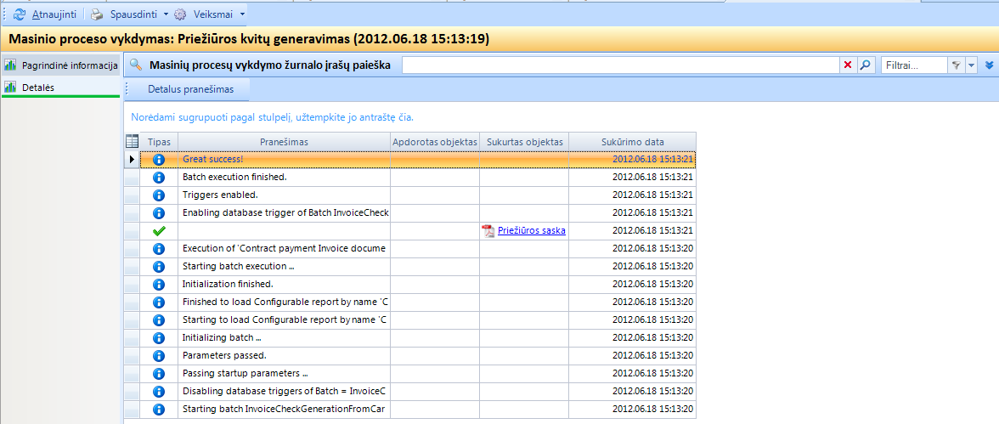 Atnaujinti Spausdinti Veiksmai
Masinio proceso vykdymas: Priežiūros kvitų generavimas (2012.06.18 15:13:19)
Pagrindinė informacija
Detalės
Masinių procesų vykdymo žurnalo įrašų paieška Filtrai...
Detalus pranešimas
Norėdami sugrupuoti pagal stulpelį, užtempkite jo antraštę čia.
Tipas Pranešimas Apdorotas objektas Sukurtas objektas Sukūrimo data
Great success! 2012.06.18 15:13:21
Batch execution finished. 2012.06.18 15:13:21
Triggers enabled. 2012.06.18 15:13:21
Enabling database trigger of Batch InvoiceCheck 2012.06.18 15:13:21
Priežiūros saska 2012.06.18 15:13:21
Execution of 'Contract payment Invoice docume 2012.06.18 15:13:20
Starting batch execution ... 2012.06.18 15:13:20
Initialization finished. 2012.06.18 15:13:20
Finished to load Configurable report by name 'C 2012.06.18 15:13:20
Starting to load Configurable report by name 'C 2012.06.18 15:13:20
Initializing batch ... 2012.06.18 15:13:20
Parameters passed. 2012.06.18 15:13:20
Passing startup parameters ... 2012.06.18 15:13:20
Disabling database triggers of Batch = InvoiceC 2012.06.18 15:13:20
Starting batch InvoiceCheckGenerationFromCar 2012.06.18 15:13:20